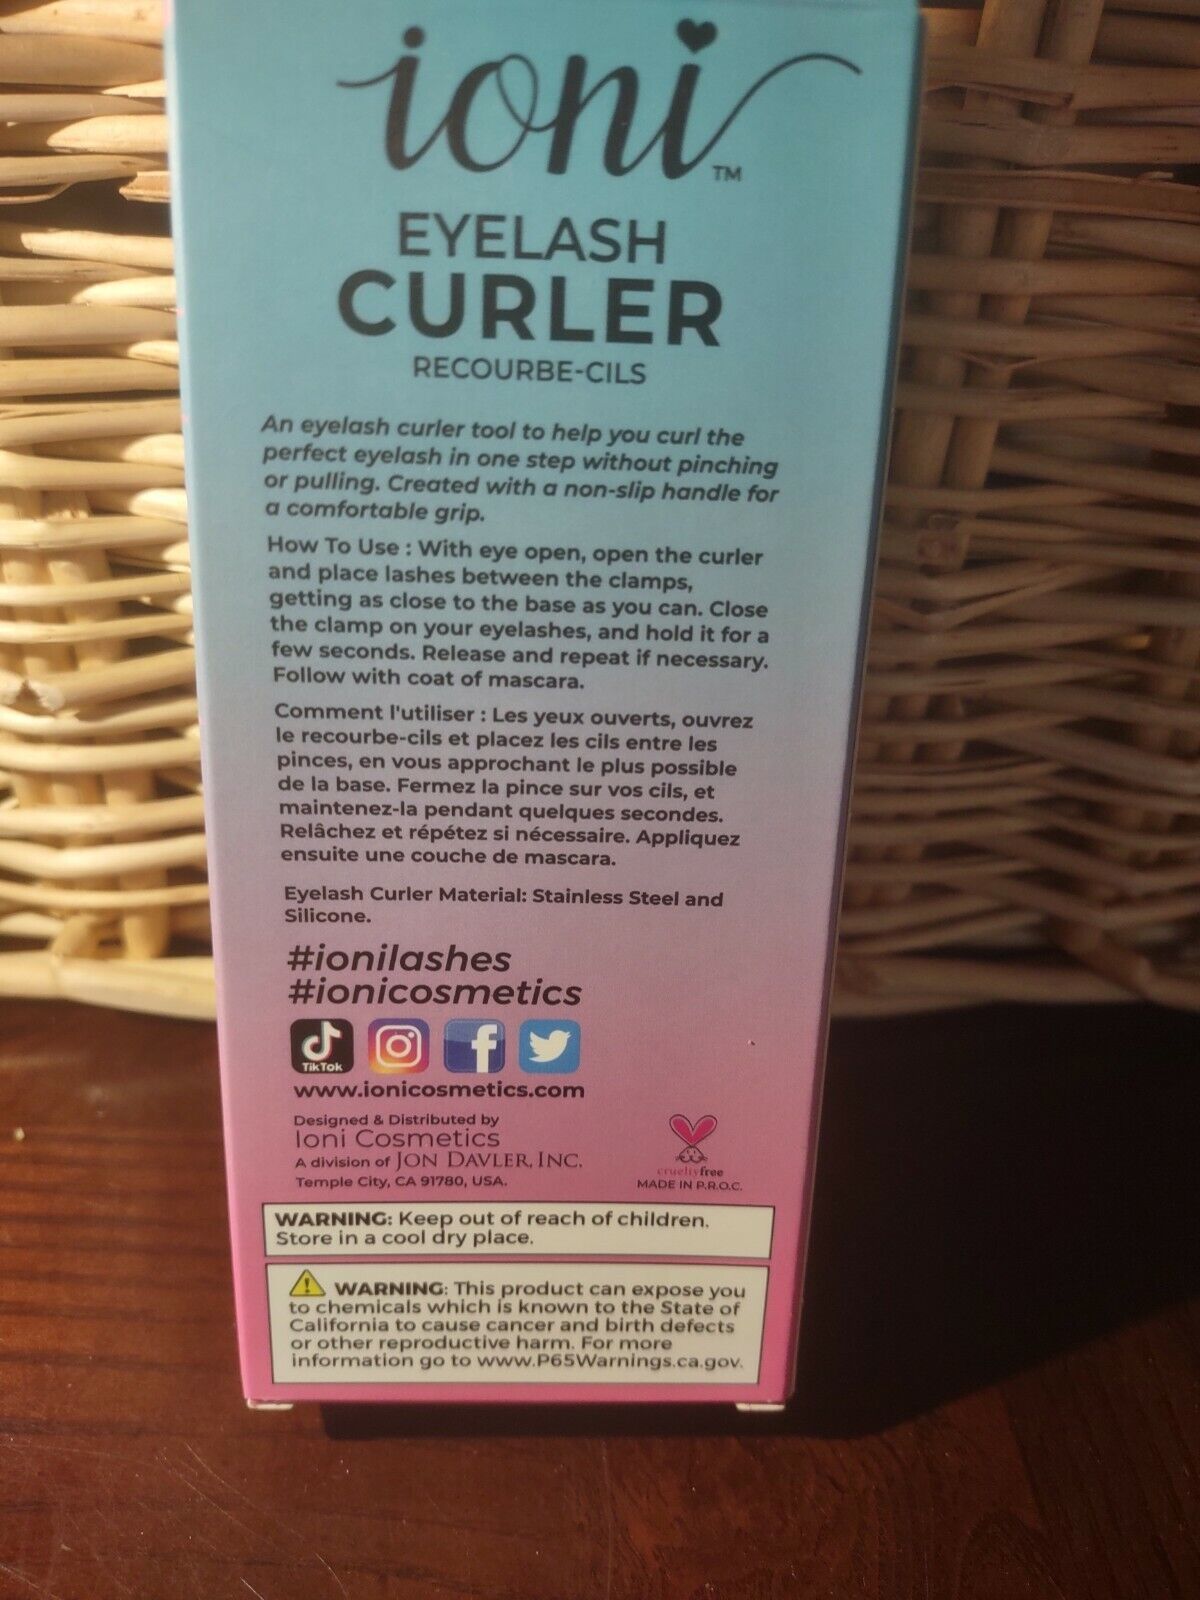 ioni™
EYELASH
CURLER
RECOURBE-CILS
An eyelash curler tool to help you curl the
perfect eyelash in one step without pinching
or pulling. Created with a non-slip handle for
a comfortable grip.
How To Use : With eye open, open the curler
and place lashes between the clamps,
getting as close to the base as you can. Close
the clamp on your eyelashes, and hold it for a
few seconds. Release and repeat if necessary.
Follow with coat of mascara.
Comment l'utiliser : Les yeux ouverts, ouvrez
le recourbe-cils et placez les cils entre les
pinces, en vous approchant le plus possible
de la base. Fermez la pince sur vos cils, et
maintenez-la pendant quelques secondes.
Relâchez et répétez si nécessaire. Appliquez
ensuite une couche de mascara.
Eyelash Curler Material: Stainless Steel and
Silicone.
#ionilashes
#ionicosmetics
TikTok
www.ionicosmetics.com
Designed & Distributed by
Ioni Cosmetics
A division of JON DAVLER, INC.
Temple City, CA 91780, USA.
crueltyfree
MADE IN P.R.O.C.
WARNING: Keep out of reach of children.
Store in a cool dry place.
WARNING: This product can expose you
to chemicals which is known to the State of
California to cause cancer and birth defects
or other reproductive harm. For more
information go to www.P65Warnings.ca.gov.